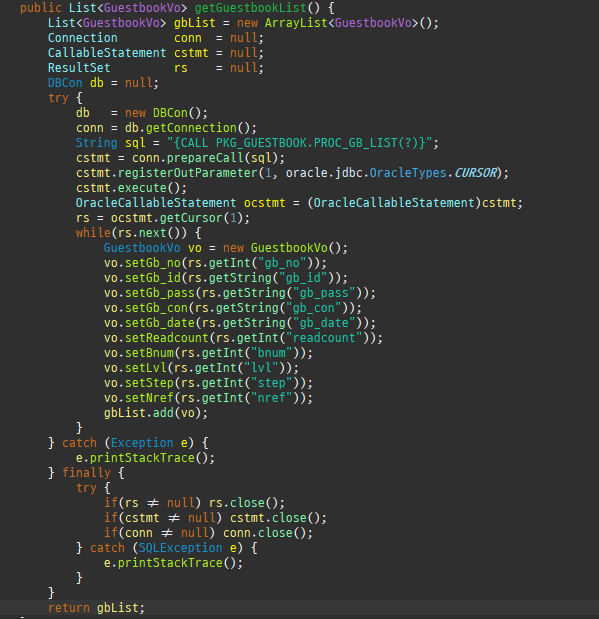 public List<GuestbookVo> getGuestbookList() {
    List<GuestbookVo> gbList = new ArrayList<GuestbookVo>();
    Connection        conn  = null;
    CallableStatement cstmt = null;
    ResultSet         rs    = null;
    DBCon db = null;
    try {
        db   = new DBCon();
        conn = db.getConnection();
        String sql = "{CALL PKG_GUESTBOOK.PROC_GB_LIST(?)}";
        cstmt = conn.prepareCall(sql);
        cstmt.registerOutParameter(1, oracle.jdbc.OracleTypes.CURSOR);
        cstmt.execute();
        OracleCallableStatement ocstmt = (OracleCallableStatement)cstmt;
        rs = ocstmt.getCursor(1);
        while(rs.next()) {
            GuestbookVo vo = new GuestbookVo();
            vo.setGb_no(rs.getInt("gb_no"));
            vo.setGb_id(rs.getString("gb_id"));
            vo.setGb_pass(rs.getString("gb_pass"));
            vo.setGb_con(rs.getString("gb_con"));
            vo.setGb_date(rs.getString("gb_date"));
            vo.setReadcount(rs.getInt("readcount"));
            vo.setBnum(rs.getInt("bnum"));
            vo.setLvl(rs.getInt("lvl"));
            vo.setStep(rs.getInt("step"));
            vo.setNref(rs.getInt("nref"));
            gbList.add(vo);
        }
    } catch (Exception e) {
        e.printStackTrace();
    } finally {
        try {
            if(rs ≠ null) rs.close();
            if(cstmt ≠ null) cstmt.close();
            if(conn ≠ null) conn.close();
        } catch (SQLException e) {
            e.printStackTrace();
        }
    }
    return gbList;